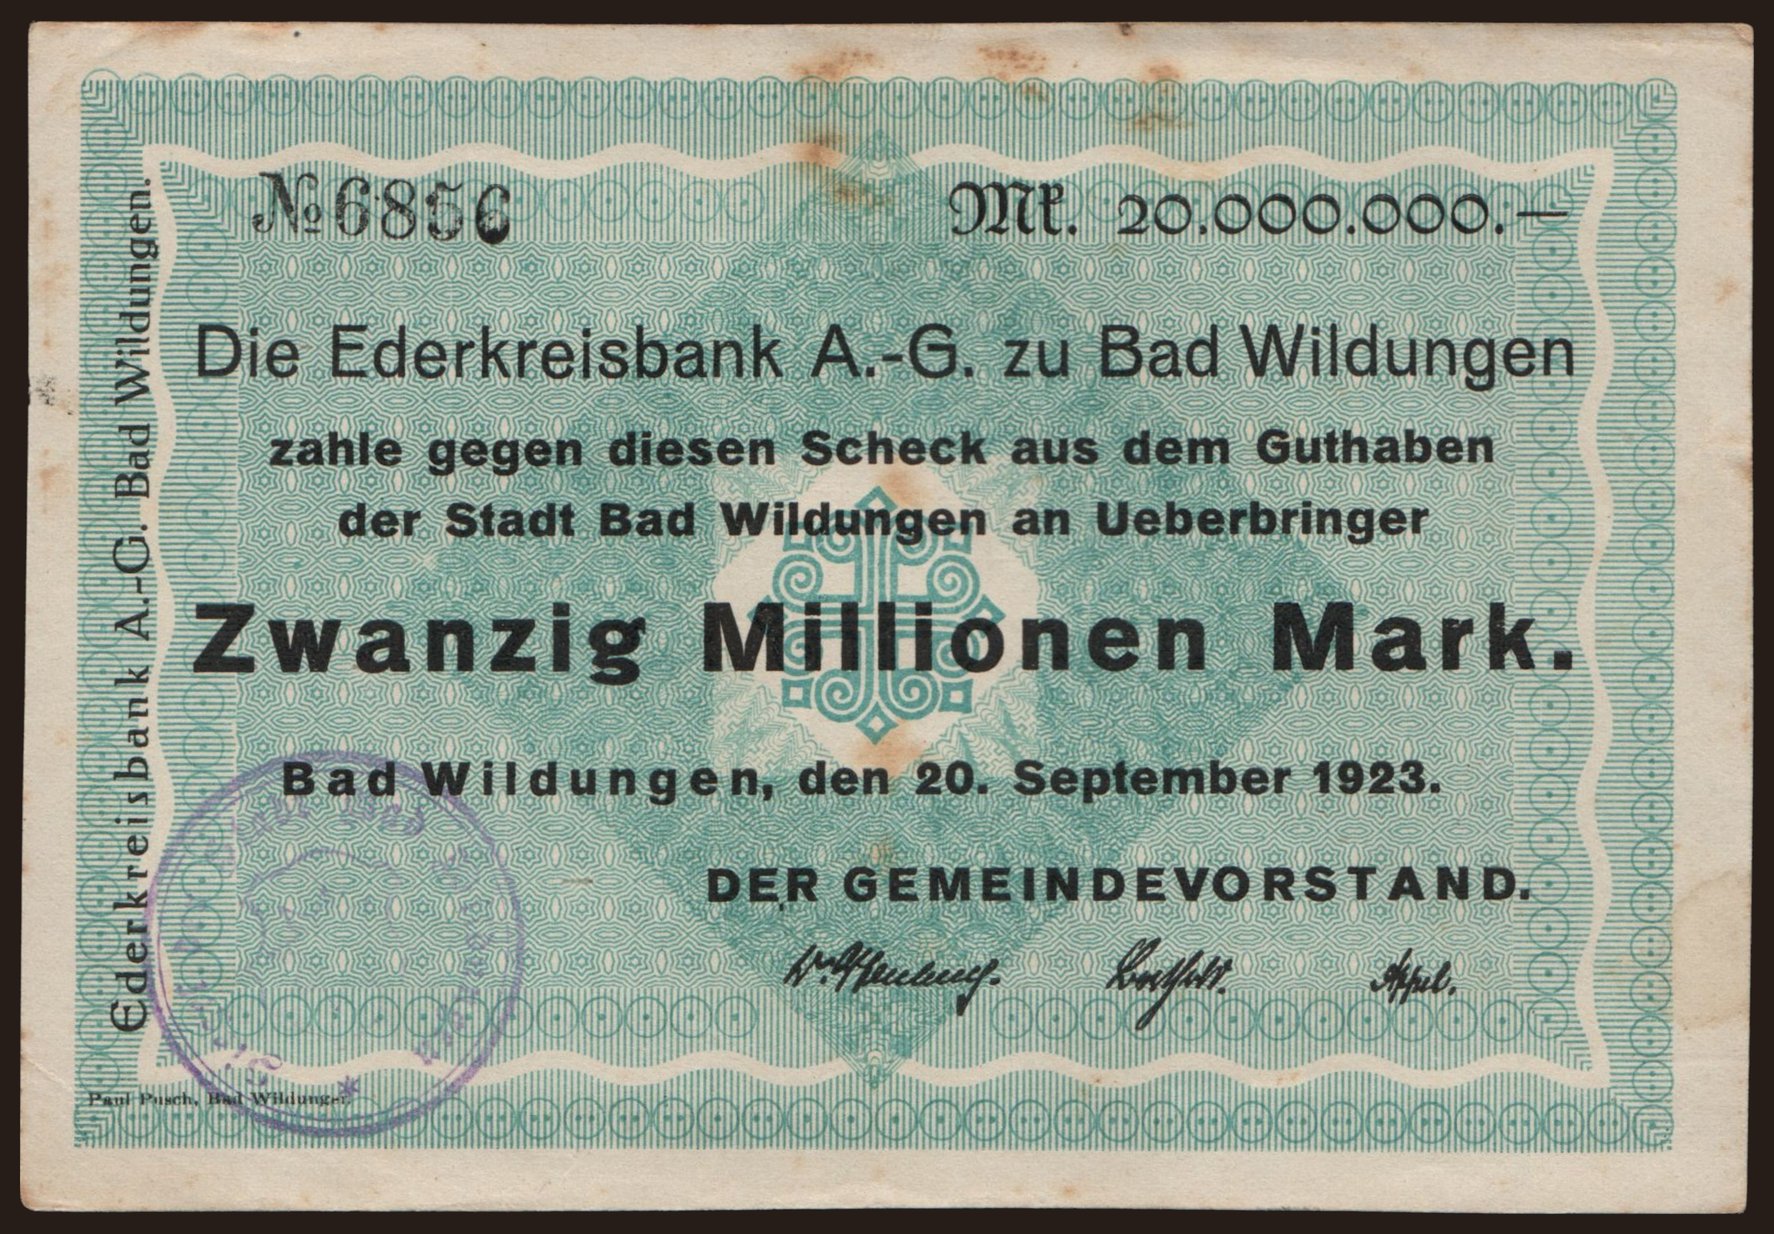 № 6856
Mk. 20.000.000.—
Die Ederkreisbank A.-G. zu Bad Wildungen
zahle gegen diesen Scheck aus dem Guthaben
der Stadt Bad Wildungen an Ueberbringer
Zwanzig Millionen Mark.
Bad Wildungen, den 20. September 1923.
DER GEMEINDEVORSTAND.
Appel.
Ederkreisbank A.-G. Bad Wildungen.
Paul Pusch, Bad Wildungen.